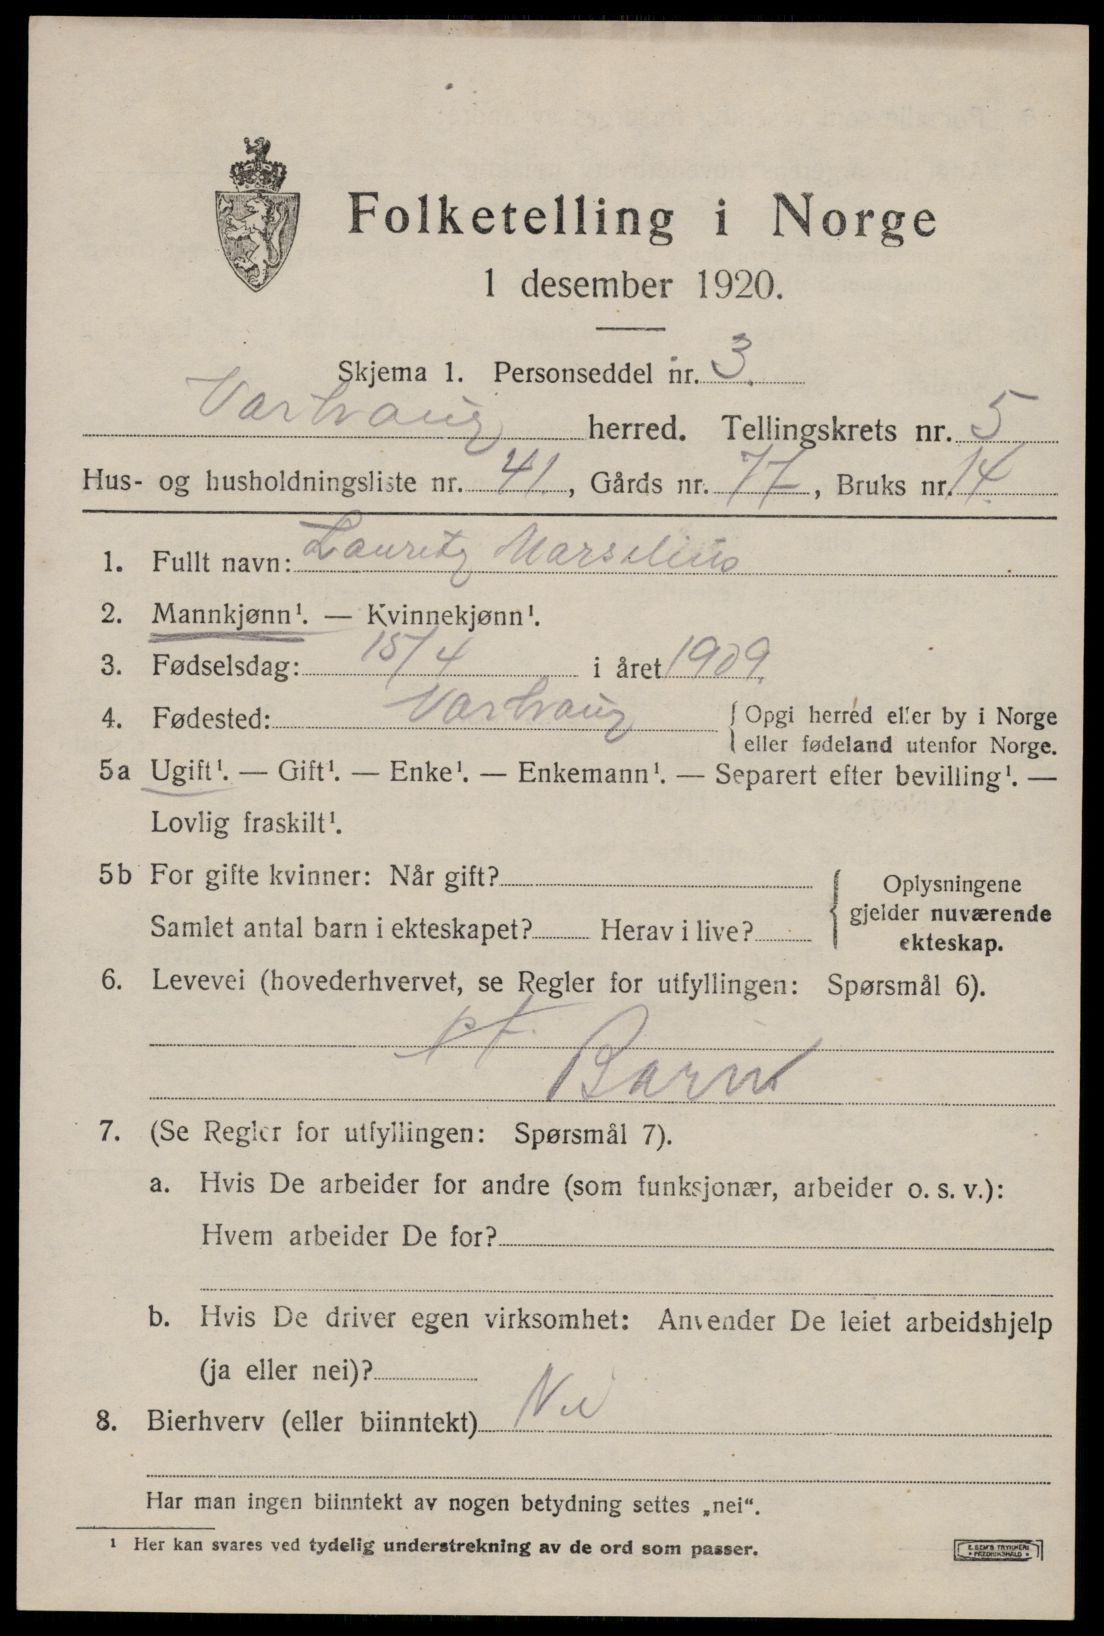 Folketelling i Norge
1 desember 1920.
Skjema 1. Personseddel nr. 3.
Varhaug herred. Tellingskrets nr. 5
Hus- og husholdningsliste nr. 41, Gårds nr. 77, Bruks nr. 14
1. Fullt navn: Lauritz Marselius
2. Mannkjønn¹. — Kvinnekjønn¹.
3. Fødselsdag: 15/4 i året 1909.
4. Fødested: Varhaug { Opgi herred eller by i Norge
eller fødeland utenfor Norge.
5a Ugift¹. — Gift¹. — Enke¹. — Enkemann¹. — Separert efter bevilling¹. —
Lovlig fraskilt¹.
5b For gifte kvinner: Når gift?
Samlet antal barn i ekteskapet? Herav i live?
{ Oplysningene
gjelder nuværende
ekteskap.
6. Levevei (hovederhvervet, se Regler for utfyllingen: Spørsmål 6).
Barn
7. (Se Regler for utfyllingen: Spørsmål 7).
a. Hvis De arbeider for andre (som funksjonær, arbeider o. s. v.):
Hvem arbeider De for?
b. Hvis De driver egen virksomhet: Anvender De leiet arbeidshjelp
(ja eller nei)?
8. Bierhverv (eller biinntekt) Nei
Har man ingen biinntekt av nogen betydning settes „nei“.
¹ Her kan svares ved tydelig understrekning av de ord som passer.
E. SEM'S TRYKKERI
• FREDRIKSHALD •